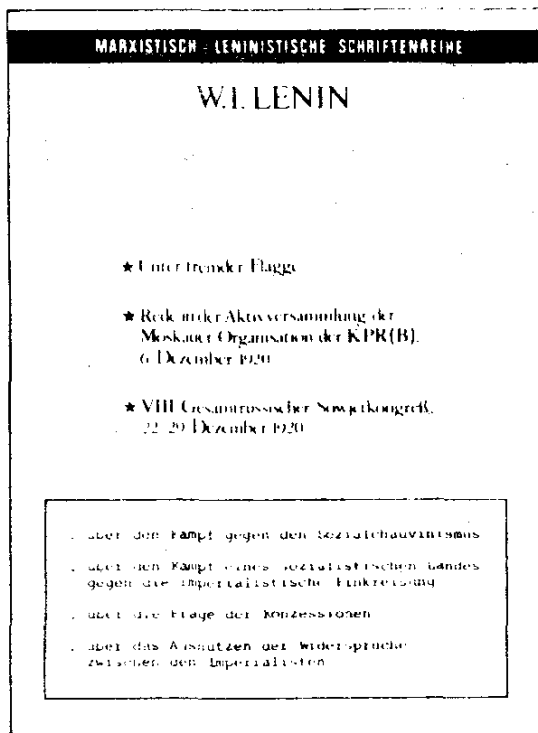 MARXISTISCH-LENINISTISCHE SCHRIFTENREIHE
W.I. LENIN
★ Unter fremder Flagge
★ Rede in der Aktivversammlung der
Moskauer Organisation der KPR(B),
6. Dezember 1920
★ VIII. Gesamtrussischer Sowjetkongreß,
22.-29. Dezember 1920
. über den Kampf gegen den Sozialchauvinismus
. über den Kampf eines sozialistischen Landes
gegen die imperialistische Einkreisung
. über die Frage der Konzessionen
. über das Ausnutzen der Widersprüche
zwischen den Imperialisten